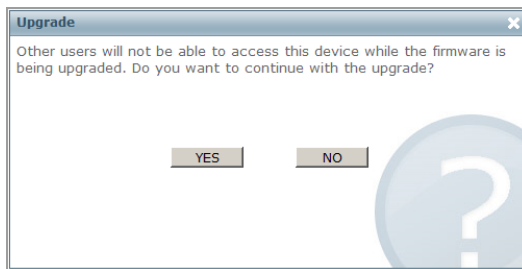 Upgrade
Other users will not be able to access this device while the firmware is
being upgraded. Do you want to continue with the upgrade?
YES NO